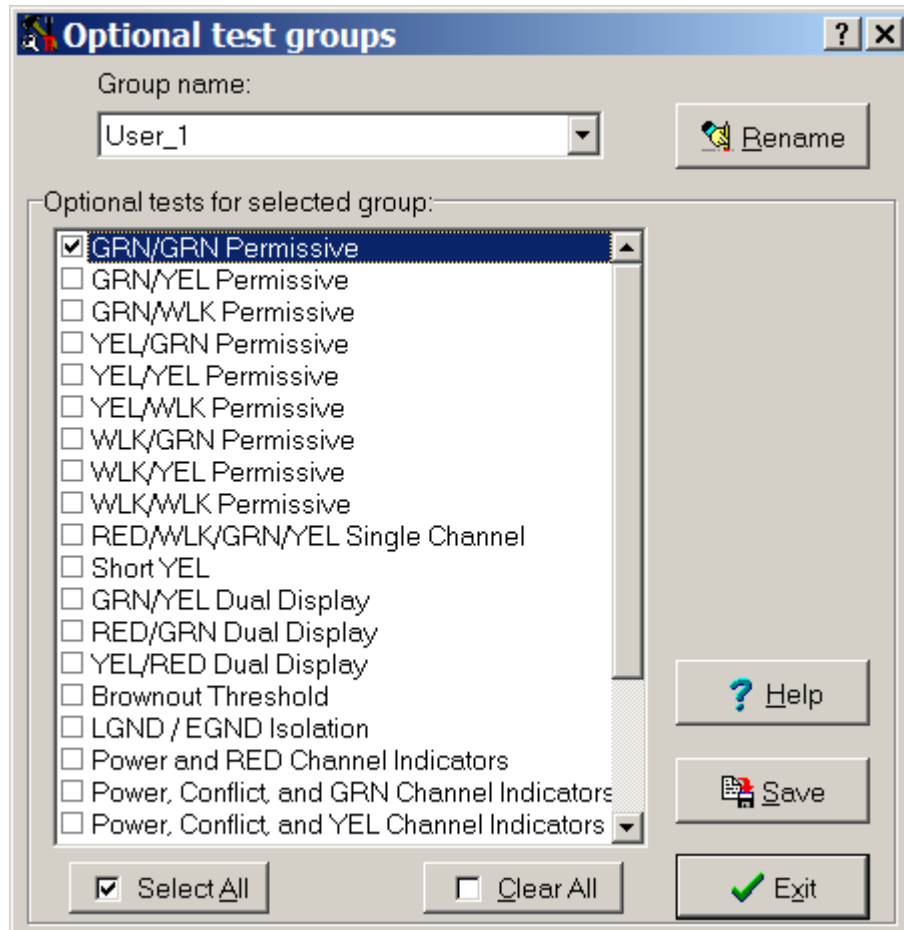 Optional test groups
Group name:
User_1
Rename
Optional tests for selected group:
GRN/GRN Permissive
GRN/YEL Permissive
GRN/WLK Permissive
YEL/GRN Permissive
YEL/YEL Permissive
YEL/WLK Permissive
WLK/GRN Permissive
WLK/YEL Permissive
WLK/WLK Permissive
RED/WLK/GRN/YEL Single Channel
Short YEL
GRN/YEL Dual Display
RED/GRN Dual Display
YEL/RED Dual Display
Brownout Threshold
LGND / EGND Isolation
Power and RED Channel Indicators
Power, Conflict, and GRN Channel Indicators
Power, Conflict, and YEL Channel Indicators
Help
Save
Select All
Clear All
Exit